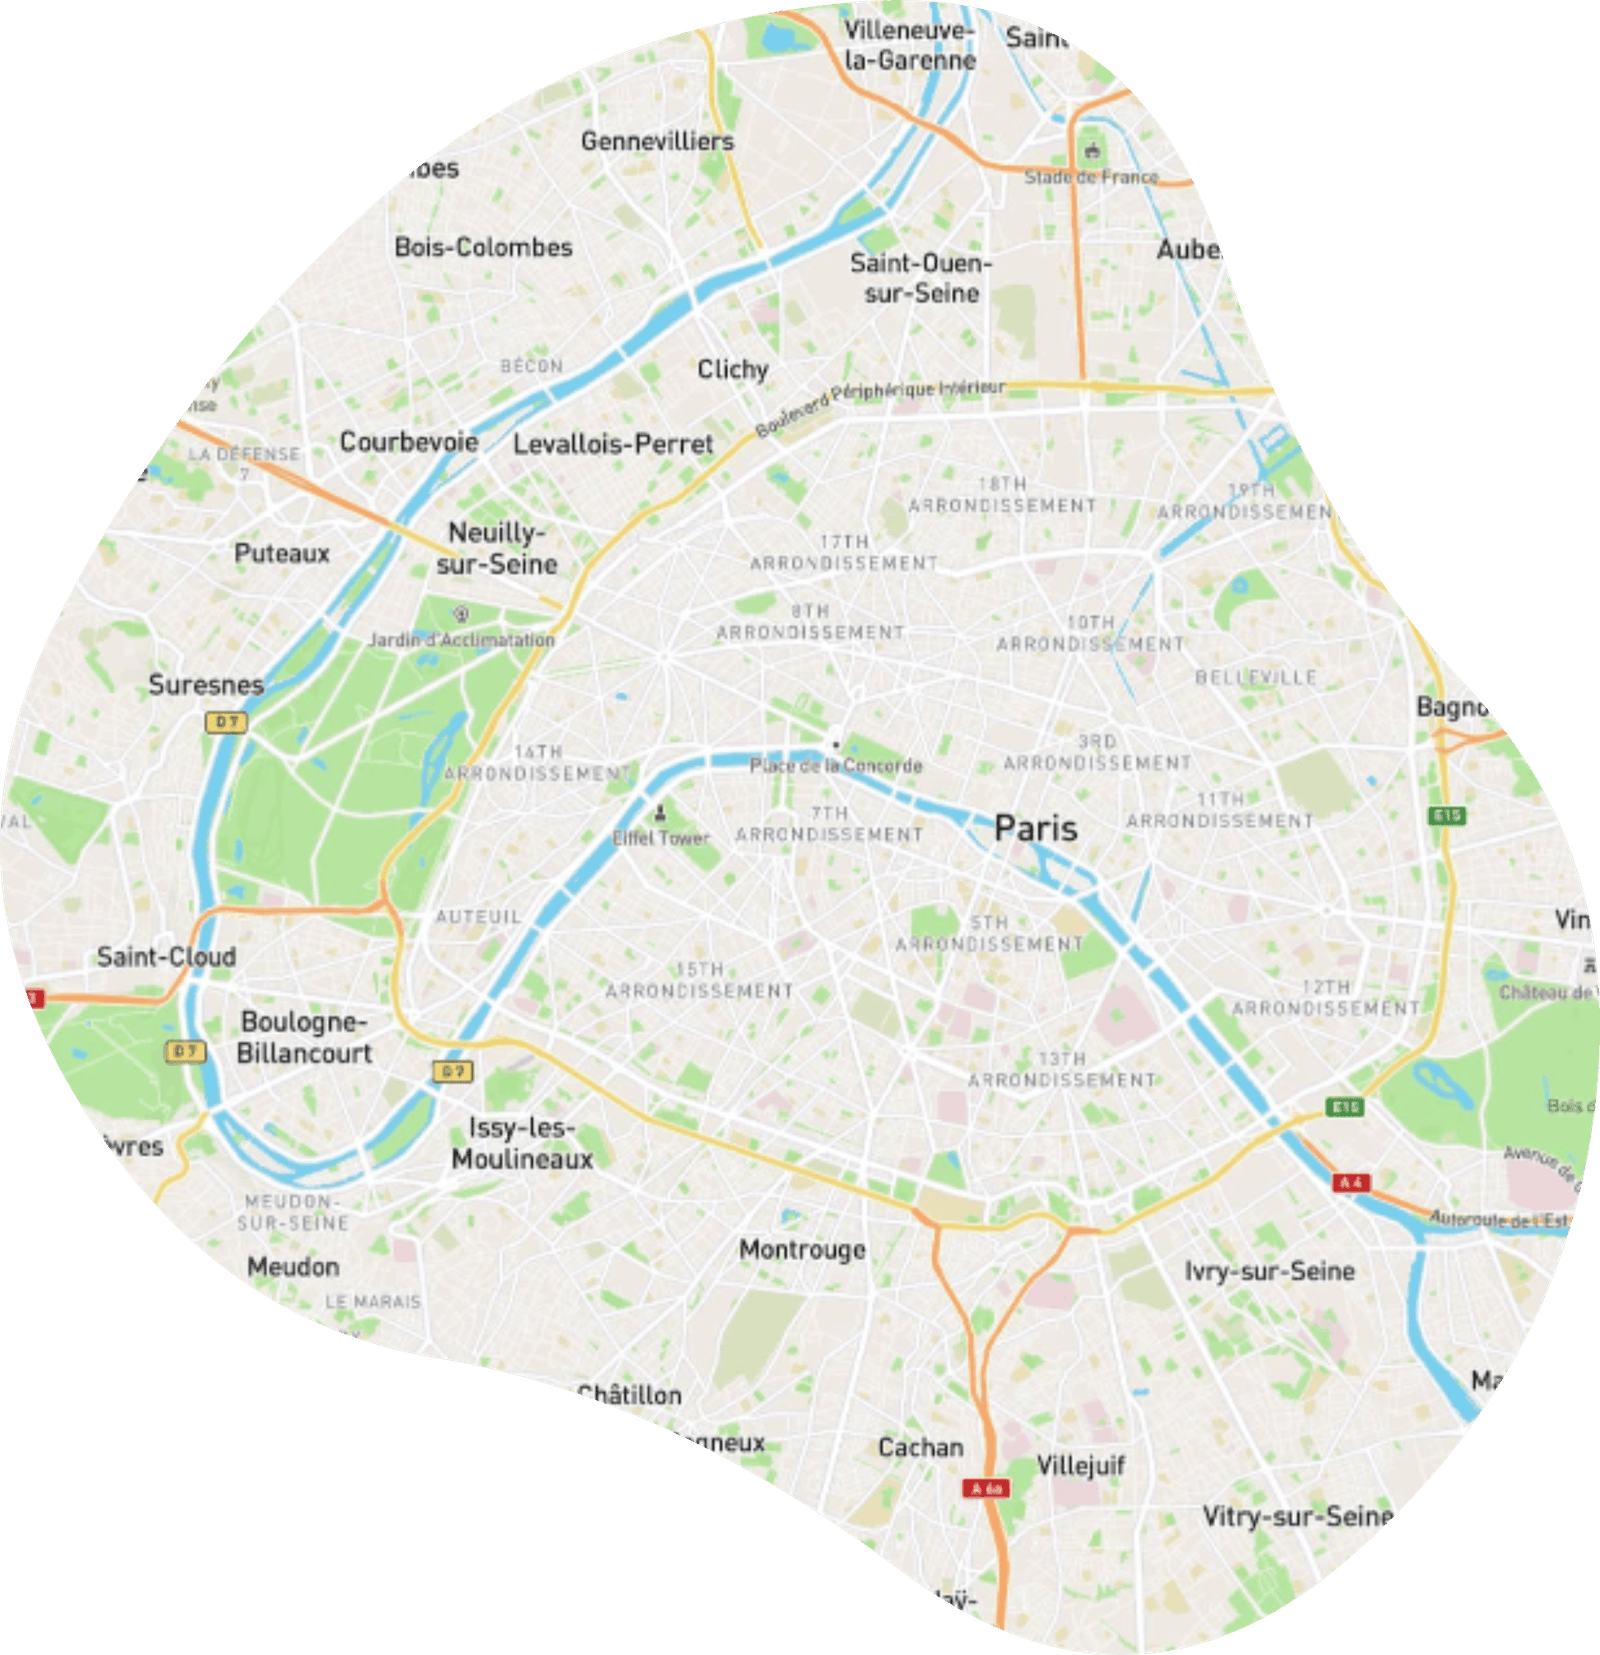 Villeneuve-
la-Garenne
Saint
Gennevilliers
Stade de France
Bois-Colombes
Aube
Saint-Ouen-
sur-Seine
BÉCON
Clichy
Boulevard Périphérique Intérieur
Courbevoie
Levallois-Perret
LA DÉFENSE
7
18TH
ARRONDISSEMENT
19TH
ARRONDISSEMEN
Neuilly-
sur-Seine
Puteaux
17TH
ARRONDISSEMENT
8TH
ARRONDISSEMENT
10TH
ARRONDISSEMENT
Jardin d'Acclimatation
BELLEVILLE
Suresnes
D 7
Bagno
16TH
ARRONDISSEMENT
3RD
ARRONDISSEMENT
Place de la Concorde
11TH
ARRONDISSEMENT
7TH
ARRONDISSEMENT
Paris
E15
Eiffel Tower
AUTEUIL
5TH
ARRONDISSEMENT
Vin
Saint-Cloud
15TH
ARRONDISSEMENT
12TH
ARRONDISSEMENT
Château de
Boulogne-
Billancourt
D 7
D 7
13TH
ARRONDISSEMENT
E15
Bois d
Issy-les-
Moulineaux
vres
Avenue de
A 4
MEUDON-
SUR-SEINE
Autoroute de l'Est
Montrouge
Meudon
Ivry-sur-Seine
LE MARAIS
Châtillon
Ma
gneux
Cachan
Villejuif
A 6a
Vitry-sur-Seine
aÿ-